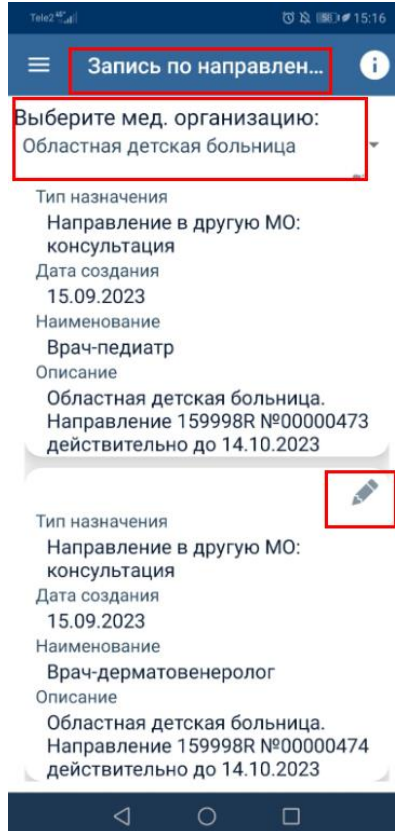 Tele2 15:16
Запись по направлен...
Выберите мед. организацию:
Областная детская больница
Тип назначения
Направление в другую МО:
консультация
Дата создания
15.09.2023
Наименование
Врач-педиатр
Описание
Областная детская больница.
Направление 159998R №00000473
действительно до 14.10.2023
Тип назначения
Направление в другую МО:
консультация
Дата создания
15.09.2023
Наименование
Врач-дерматовенеролог
Описание
Областная детская больница.
Направление 159998R №00000474
действительно до 14.10.2023